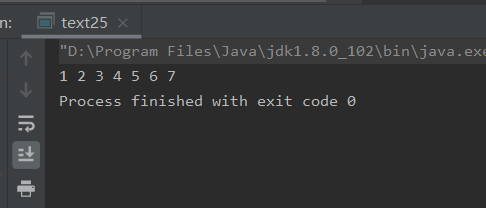 n:
text25
"D:\Program Files\Java\jdk1.8.0_102\bin\java.exe
1 2 3 4 5 6 7
Process finished with exit code 0